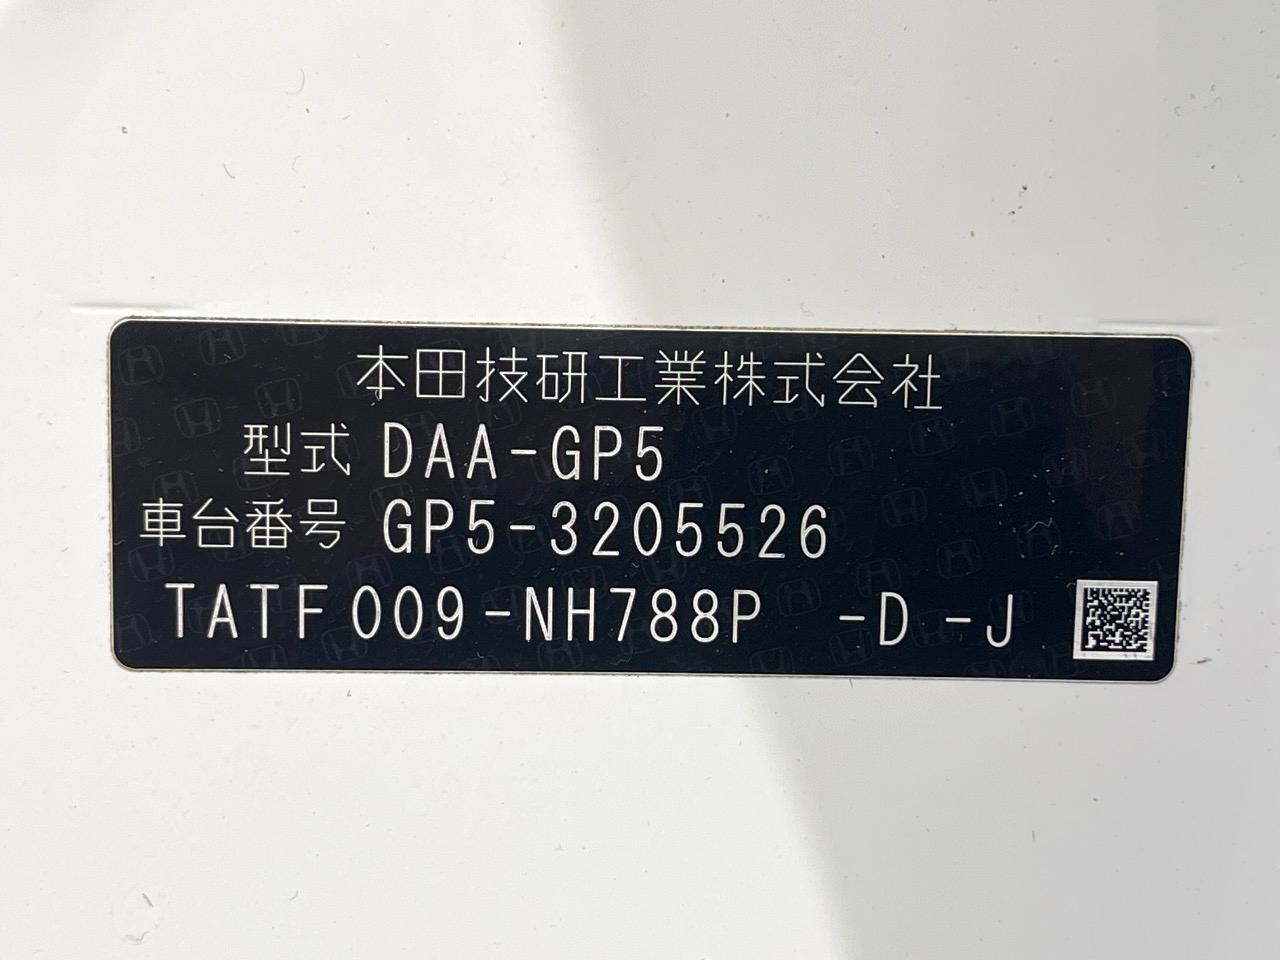 本田技研工業株式会社
型式 DAA-GP5
車台番号 GP5-3205526
TATF009-NH788P -D -J